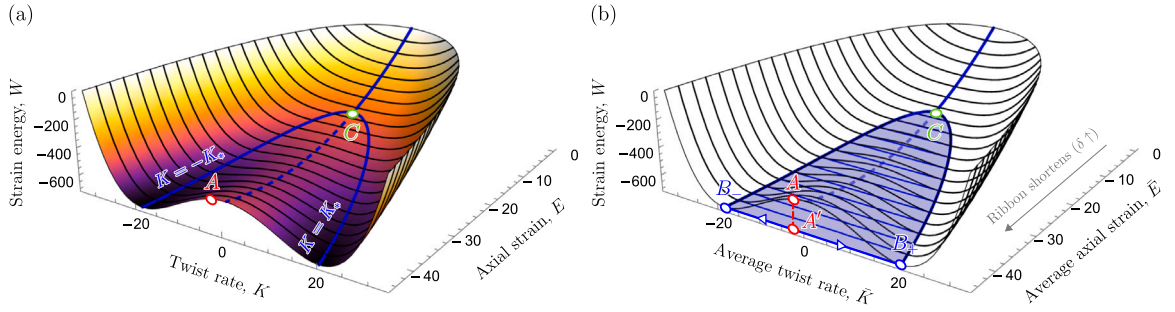 (a)
Strain energy, W
0
−200
−400
−600
K = −K*
A
C
K = K*
−20
0
20
Twist rate, K
0
−10
−20
−30
−40
Axial strain, E
(b)
Strain energy, W
0
−200
−400
−600
B−
A
A′
C
B+
−20
0
20
Average twist rate, K̄
0
−10
−20
−30
−40
Average axial strain, Ē
Ribbon shortens (δ ↑)